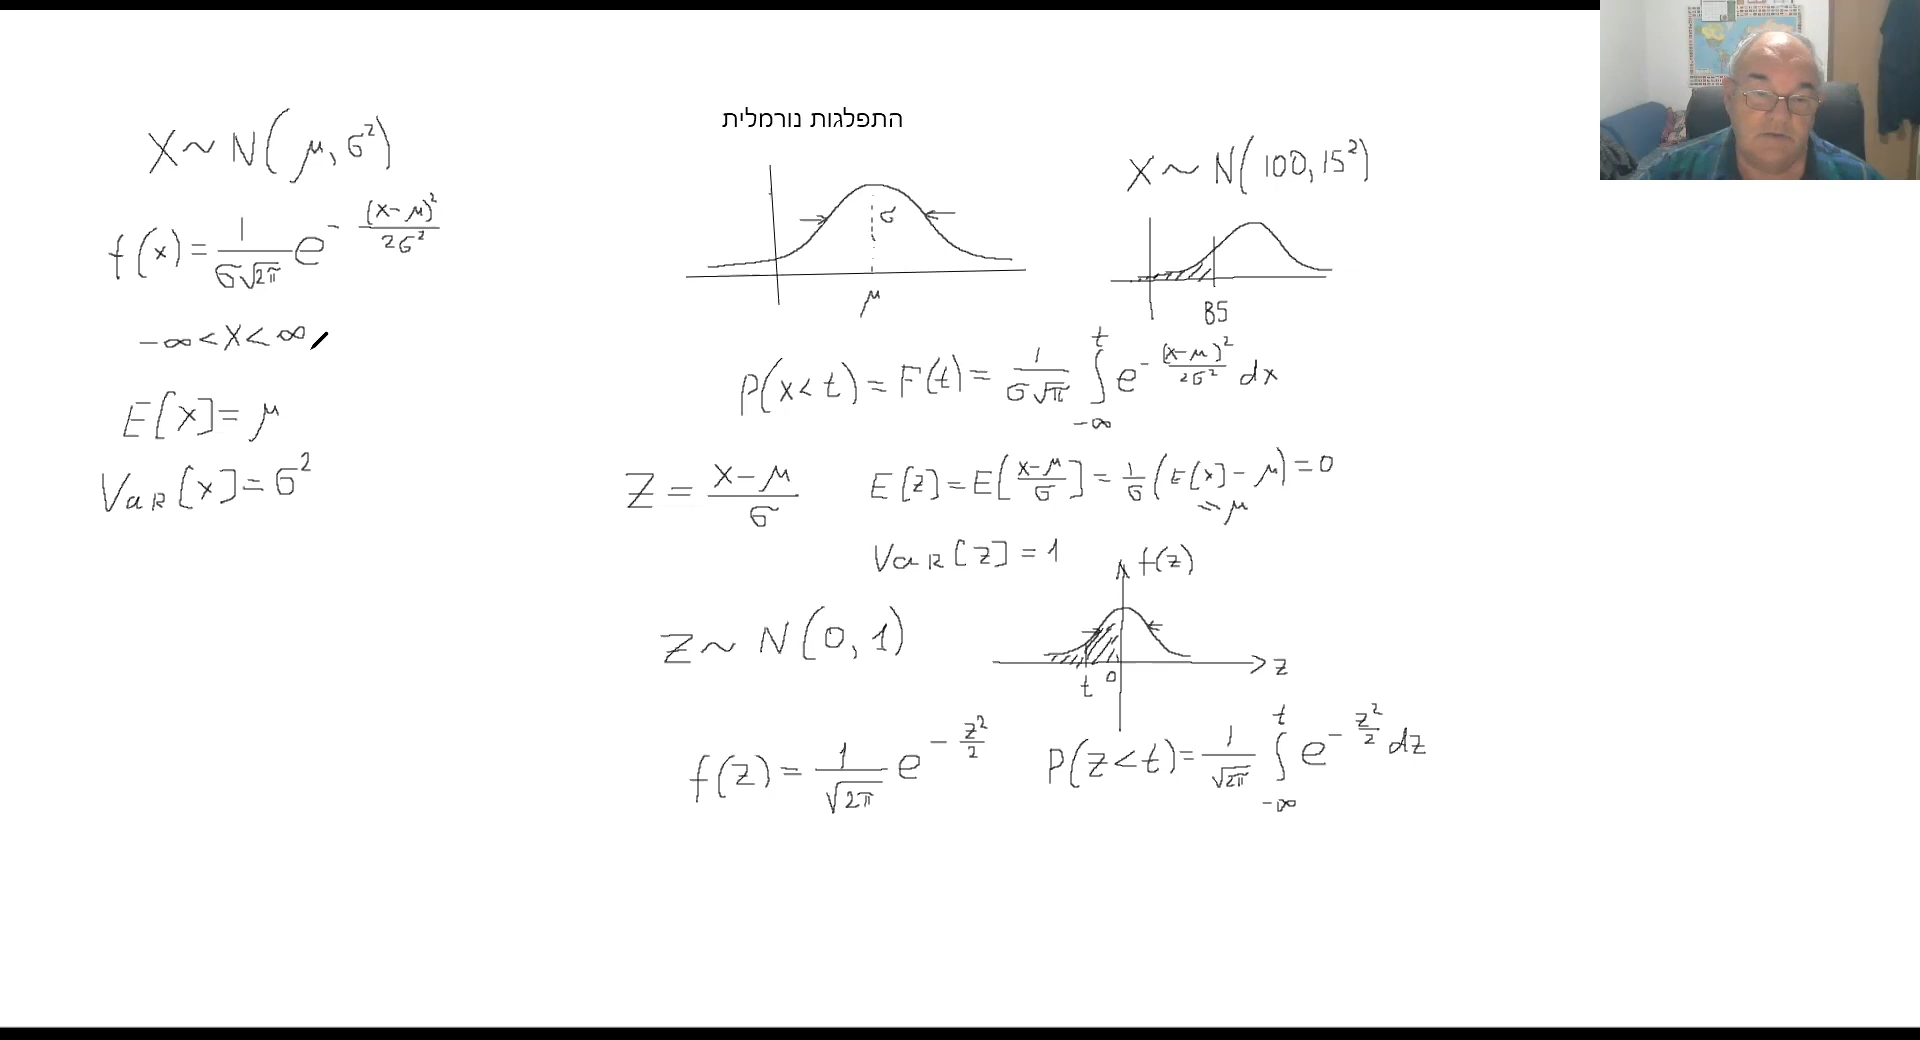 התפלגות נורמלית
X ~ N(μ, σ²)
f(x) = 1/(σ√2π) e^(-(x-μ)²/2σ²)
-∞ < X < ∞
E[X] = μ
VaR[X] = σ²
σ
μ
X ~ N(100, 15²)
85
P(x<t) = F(t) = 1/(σ√π) ∫_{-∞}^{t} e^(-(x-μ)²/2σ²) dx
Z = (X-μ)/σ
E[Z] = E[(X-μ)/σ] = 1/σ (E[X] - μ) = 0
= μ
VaR[Z] = 1
f(z)
Z ~ N(0, 1)
z
t 0
f(z) = 1/√2π e^(-z²/2)
P(Z<t) = 1/√2π ∫_{-∞}^{t} e^(-z²/2) dz